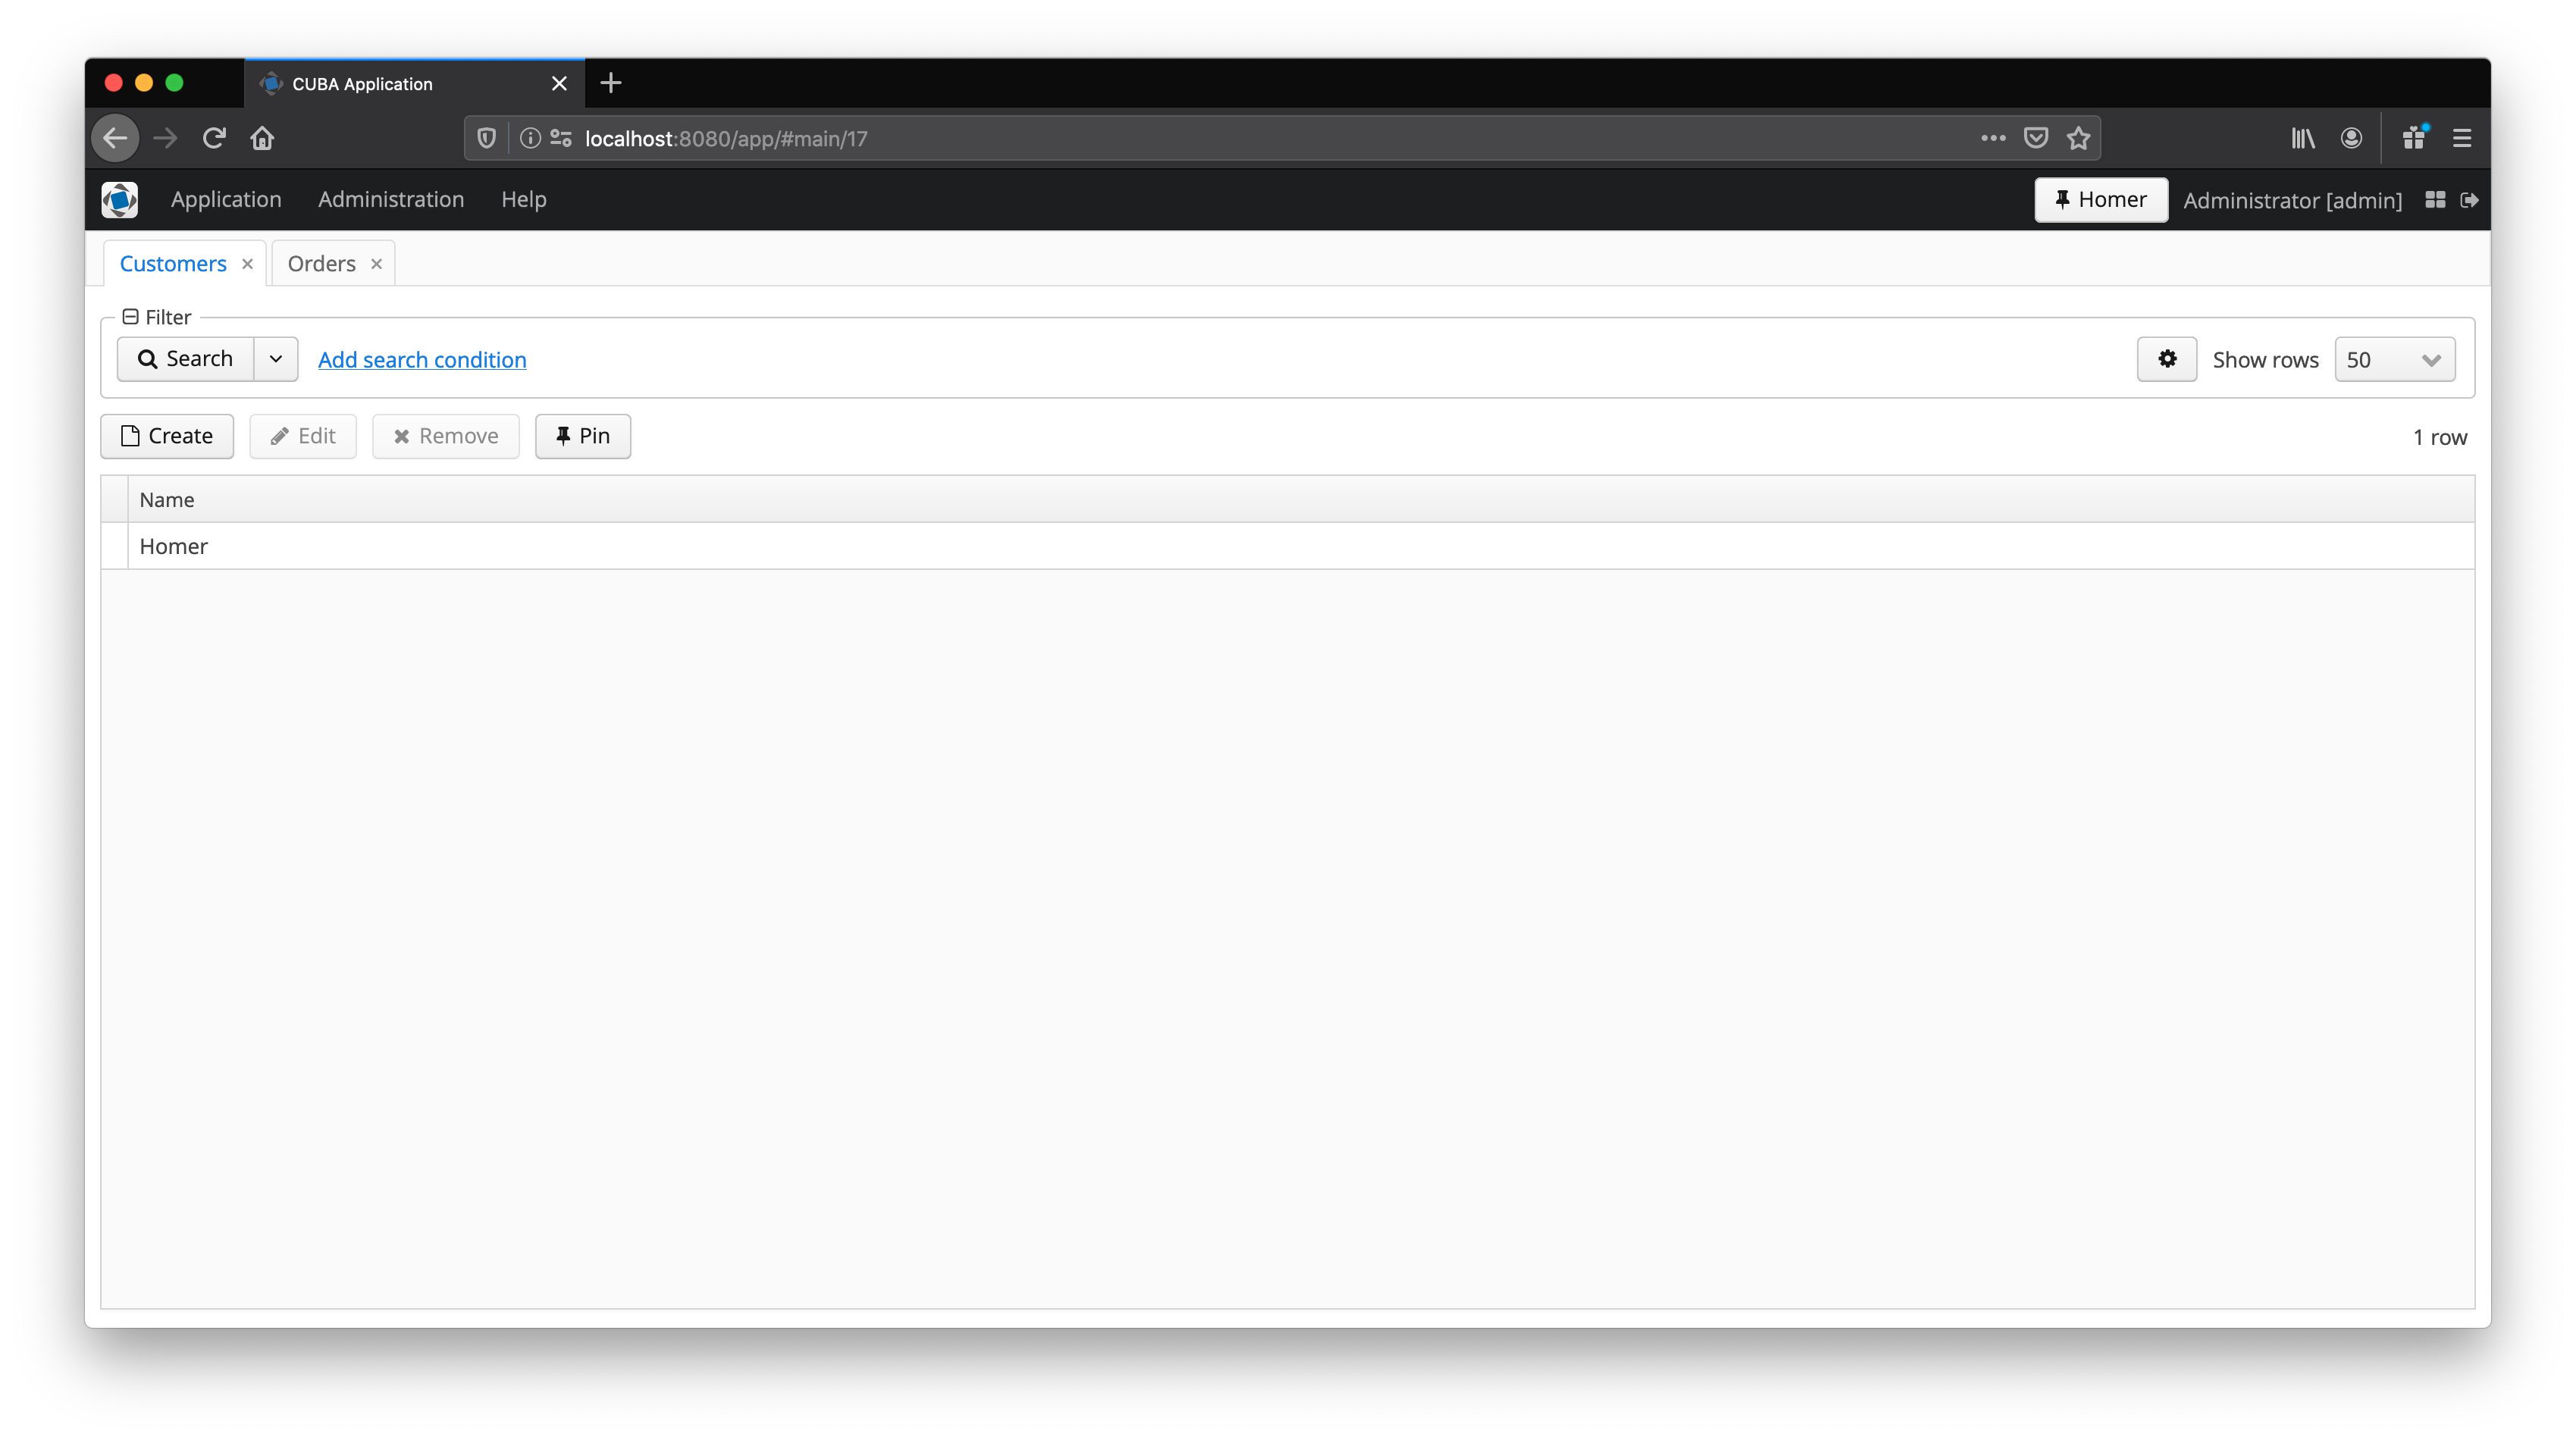 CUBA Application
localhost:8080/app/#main/17
Application Administration Help Homer Administrator [admin]
Customers Orders
Filter
Search Add search condition Show rows 50
Create Edit Remove Pin 1 row
Name
Homer